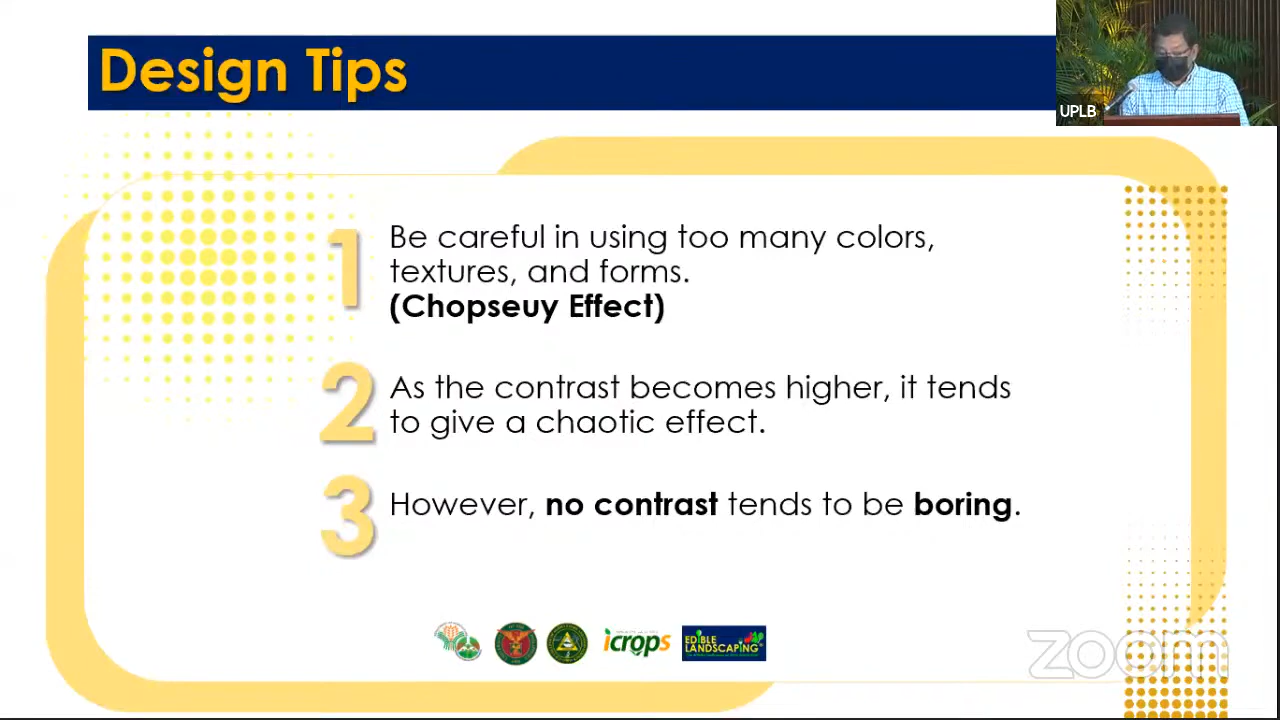 Design Tips
UPLB
1
Be careful in using too many colors,
textures, and forms.
(Chopseuy Effect)
2
As the contrast becomes higher, it tends
to give a chaotic effect.
3
However, no contrast tends to be boring.
icrops
EDIBLE
LANDSCAPING
zoom